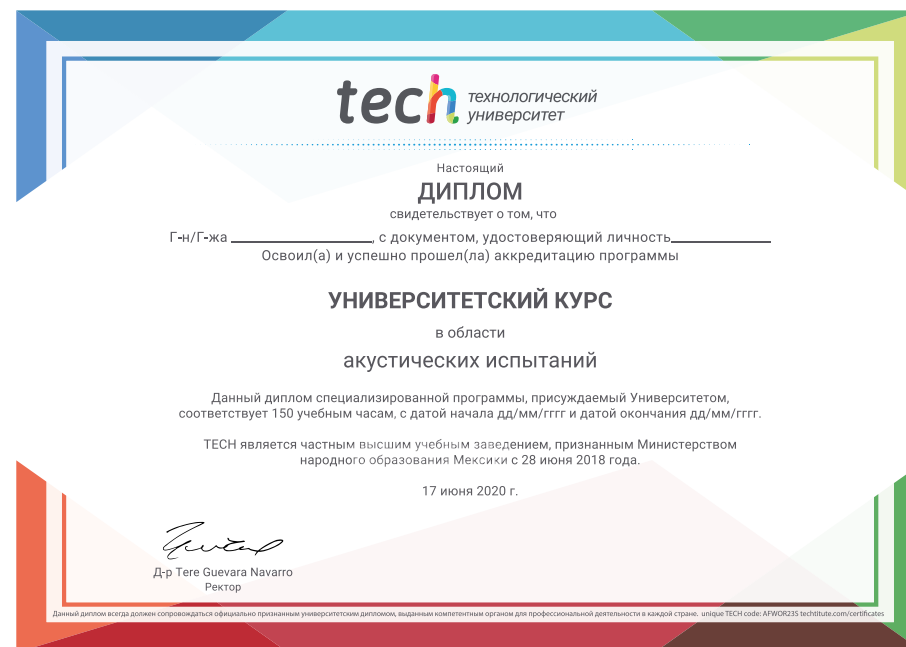 tech технологический
университет
Настоящий
ДИПЛОМ
свидетельствует о том, что
Г-н/Г-жа ____________________, с документом, удостоверяющий личность______________
Освоил(а) и успешно прошел(ла) аккредитацию программы
УНИВЕРСИТЕТСКИЙ КУРС
в области
акустических испытаний
Данный диплом специализированной программы, присуждаемый Университетом,
соответствует 150 учебным часам, с датой начала дд/мм/гггг и датой окончания дд/мм/гггг.
TECH является частным высшим учебным заведением, признанным Министерством
народного образования Мексики с 28 июня 2018 года.
17 июня 2020 г.
Д-р Tere Guevara Navarro
Ректор
Данный диплом всегда должен сопровождаться официально признанным университетским дипломом, выданным компетентным органом для профессиональной деятельности в каждой стране. unique TECH code: AFWOR235 techtitute.com/certificates